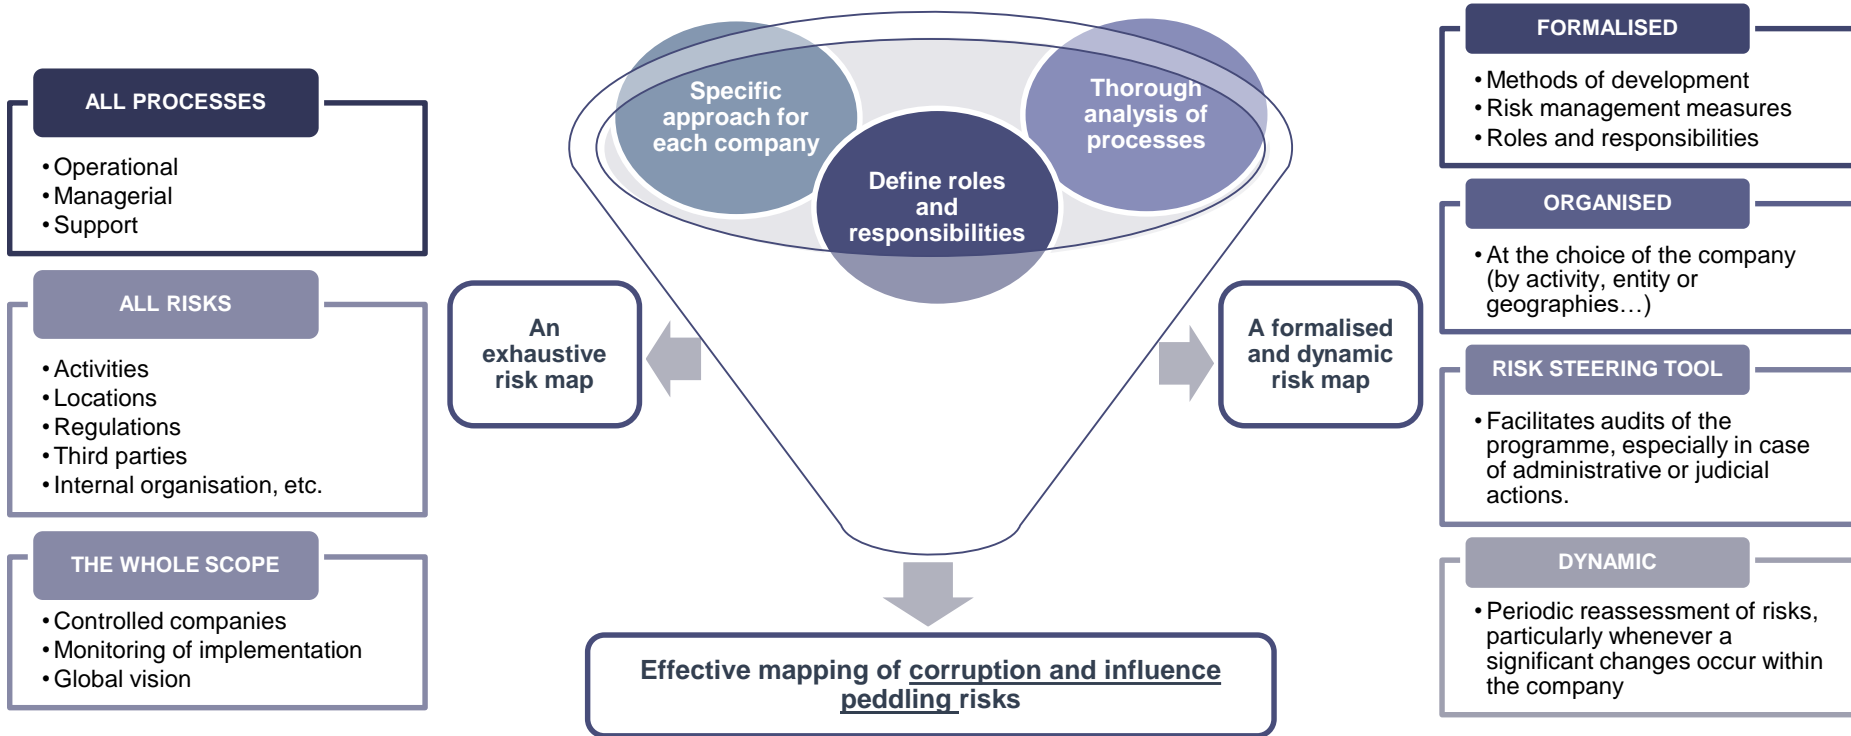 ALL PROCESSES
• Operational
• Managerial
• Support
ALL RISKS
• Activities
• Locations
• Regulations
• Third parties
• Internal organisation, etc.
THE WHOLE SCOPE
• Controlled companies
• Monitoring of implementation
• Global vision
Specific
approach for
each company
Define roles
and
responsibilities
Thorough
analysis of
processes
An
exhaustive
risk map
A formalised
and dynamic
risk map
Effective mapping of corruption and influence
peddling risks
FORMALISED
• Methods of development
• Risk management measures
• Roles and responsibilities
ORGANISED
• At the choice of the company
(by activity, entity or
geographies…)
RISK STEERING TOOL
• Facilitates audits of the
programme, especially in case
of administrative or judicial
actions.
DYNAMIC
• Periodic reassessment of risks,
particularly whenever a
significant changes occur within
the company